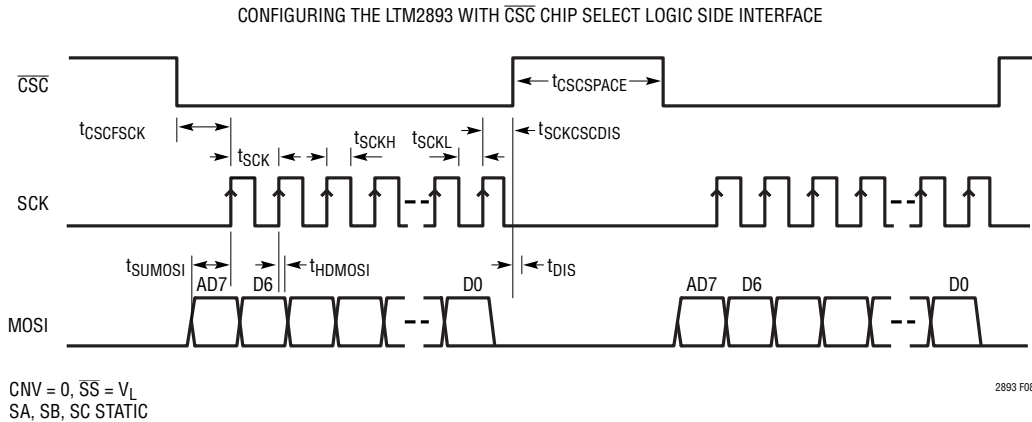 CONFIGURING THE LTM2893 WITH CSC CHIP SELECT LOGIC SIDE INTERFACE
CSC
tCSCSPACE
tCSCFSCK
tSCK
tSCKH
tSCKL
tSCKCSCDIS
SCK
tSUMOSI
tHDMOSI
tDIS
AD7 D6 D0 AD7 D6 D0
MOSI
CNV = 0, SS = VL
SA, SB, SC STATIC
2893 F08